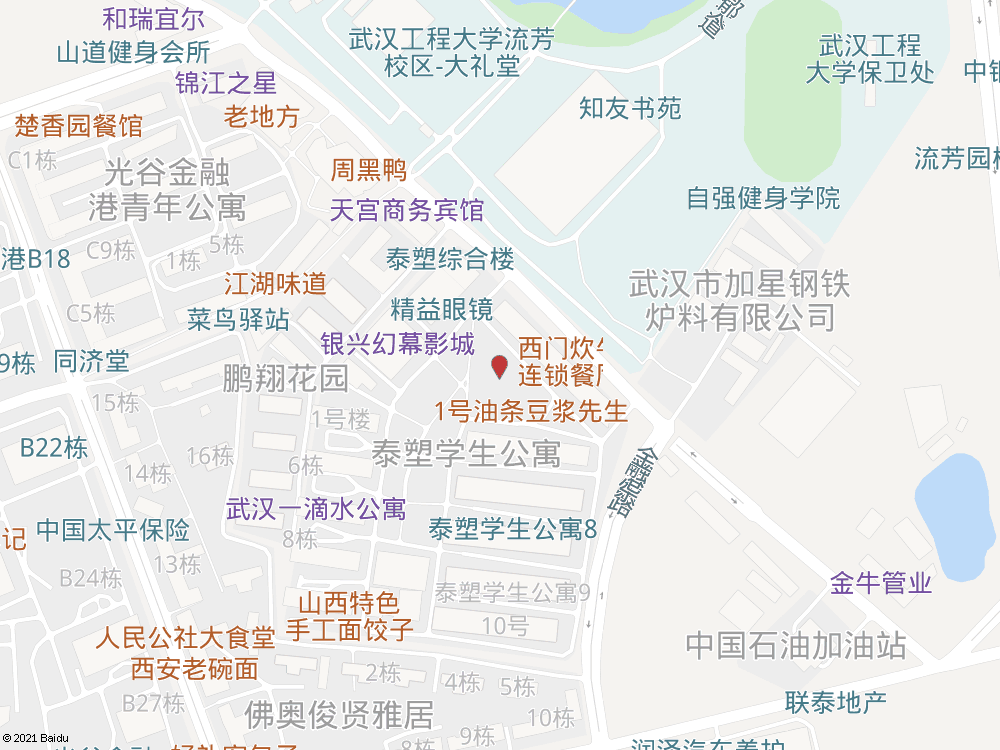 和瑞宜尔
山道健身会所
武汉工程大学流芳
校区-大礼堂
武汉工程
大学保卫处
锦江之星
知友书苑
老地方
楚香园餐馆
C1栋
光谷金融
港青年公寓
周黑鸭
天宫商务宾馆
自强健身学院
5栋
C9栋
1栋
港B18
泰塑综合楼
江湖味道
武汉市加星钢铁
炉料有限公司
C5栋
菜鸟驿站
精益眼镜
银兴幻幕影城
西门炊
连锁餐
9栋
同济堂
鹏翔花园
15栋
1号楼
1号油条豆浆先生
B22栋
16栋
6栋
14栋
泰塑学生公寓
武汉一滴水公寓
中国太平保险
记
8栋
泰塑学生公寓8
13栋
B24栋
泰塑学生公寓9
10号
金牛管业
山西特色
手工面饺子
人民公社大食堂
西安老碗面
中国石油加油站
2栋
4栋
5栋
B27栋
联泰地产
佛奥俊贤雅居
10栋
8栋
© 2021 Baidu